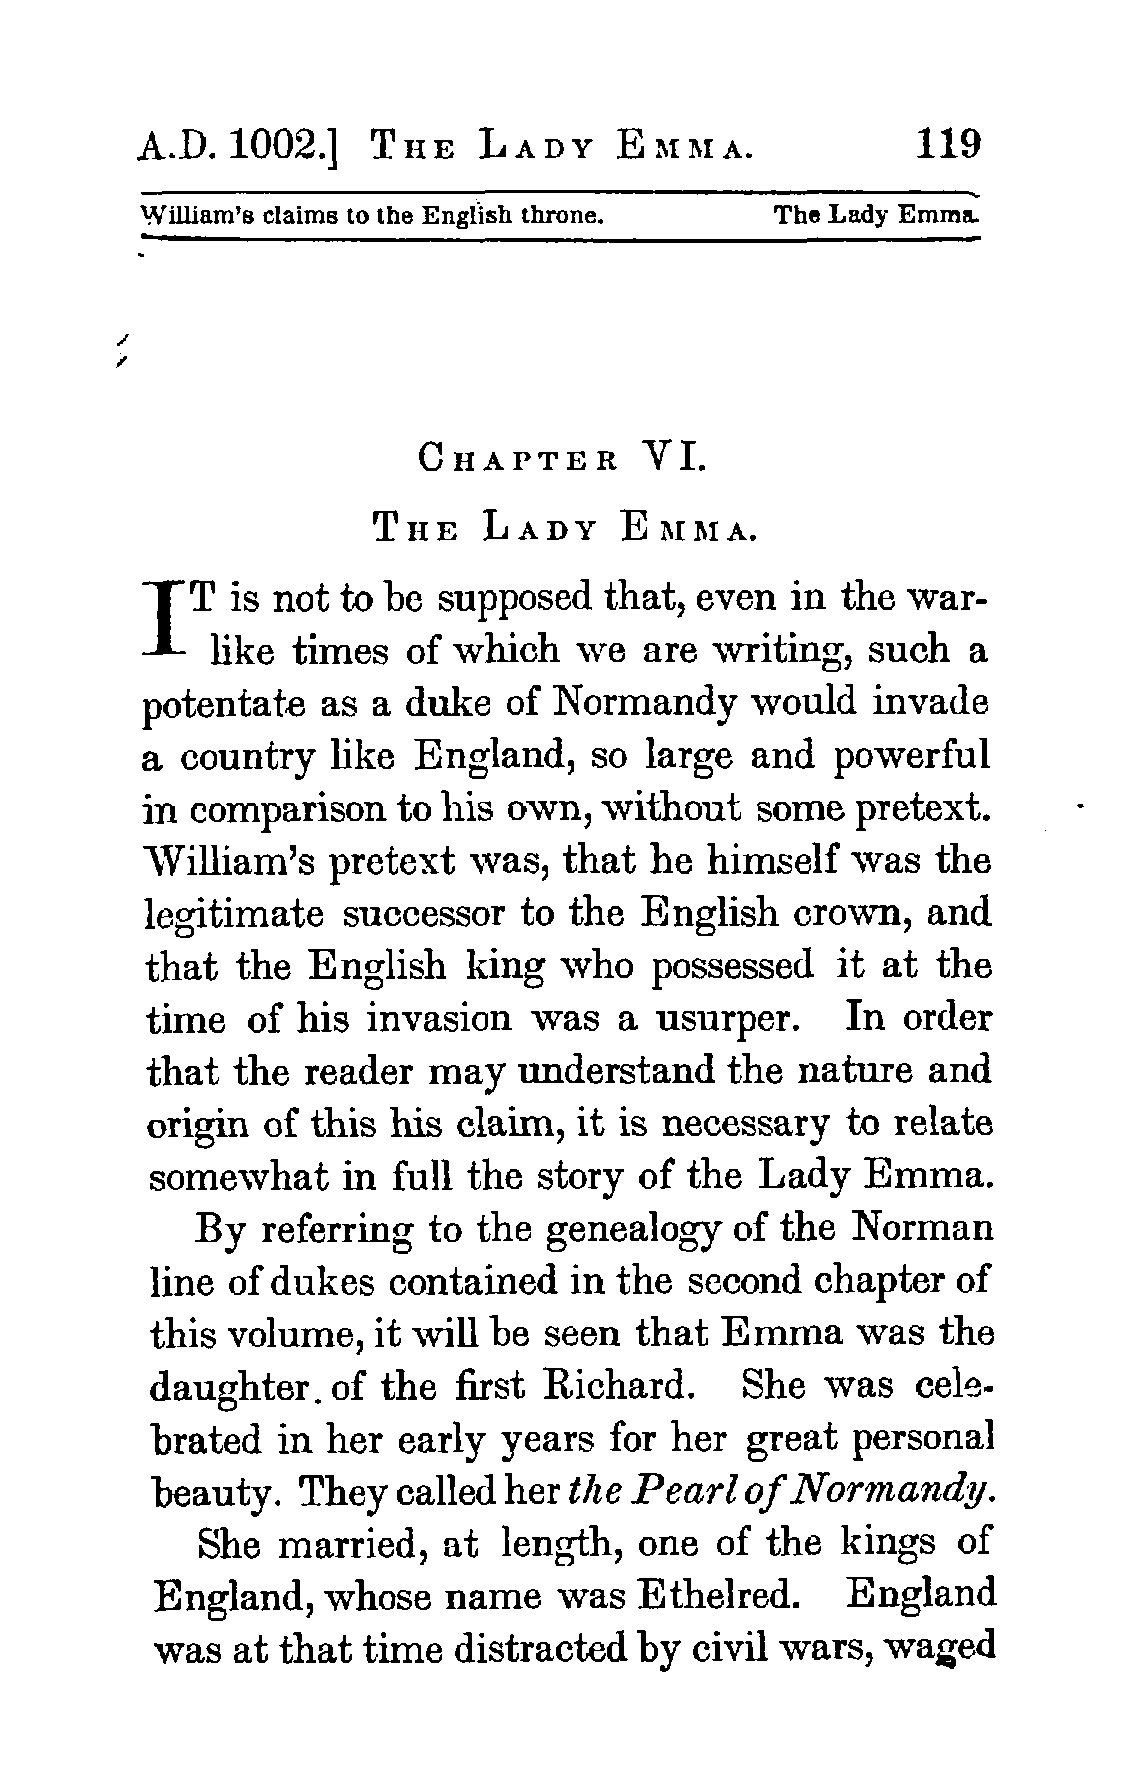 A.D. 1002.] THE LADY EMMA. 119
William's claims to the English throne. The Lady Emma.
CHAPTER VI.
THE LADY EMMA.
IT is not to be supposed that, even in the war-
like times of which we are writing, such a
potentate as a duke of Normandy would invade
a country like England, so large and powerful
in comparison to his own, without some pretext.
William's pretext was, that he himself was the
legitimate successor to the English crown, and
that the English king who possessed it at the
time of his invasion was a usurper. In order
that the reader may understand the nature and
origin of this his claim, it is necessary to relate
somewhat in full the story of the Lady Emma.
By referring to the genealogy of the Norman
line of dukes contained in the second chapter of
this volume, it will be seen that Emma was the
daughter of the first Richard. She was cele-
brated in her early years for her great personal
beauty. They called her the Pearl of Normandy.
She married, at length, one of the kings of
England, whose name was Ethelred. England
was at that time distracted by civil wars, waged